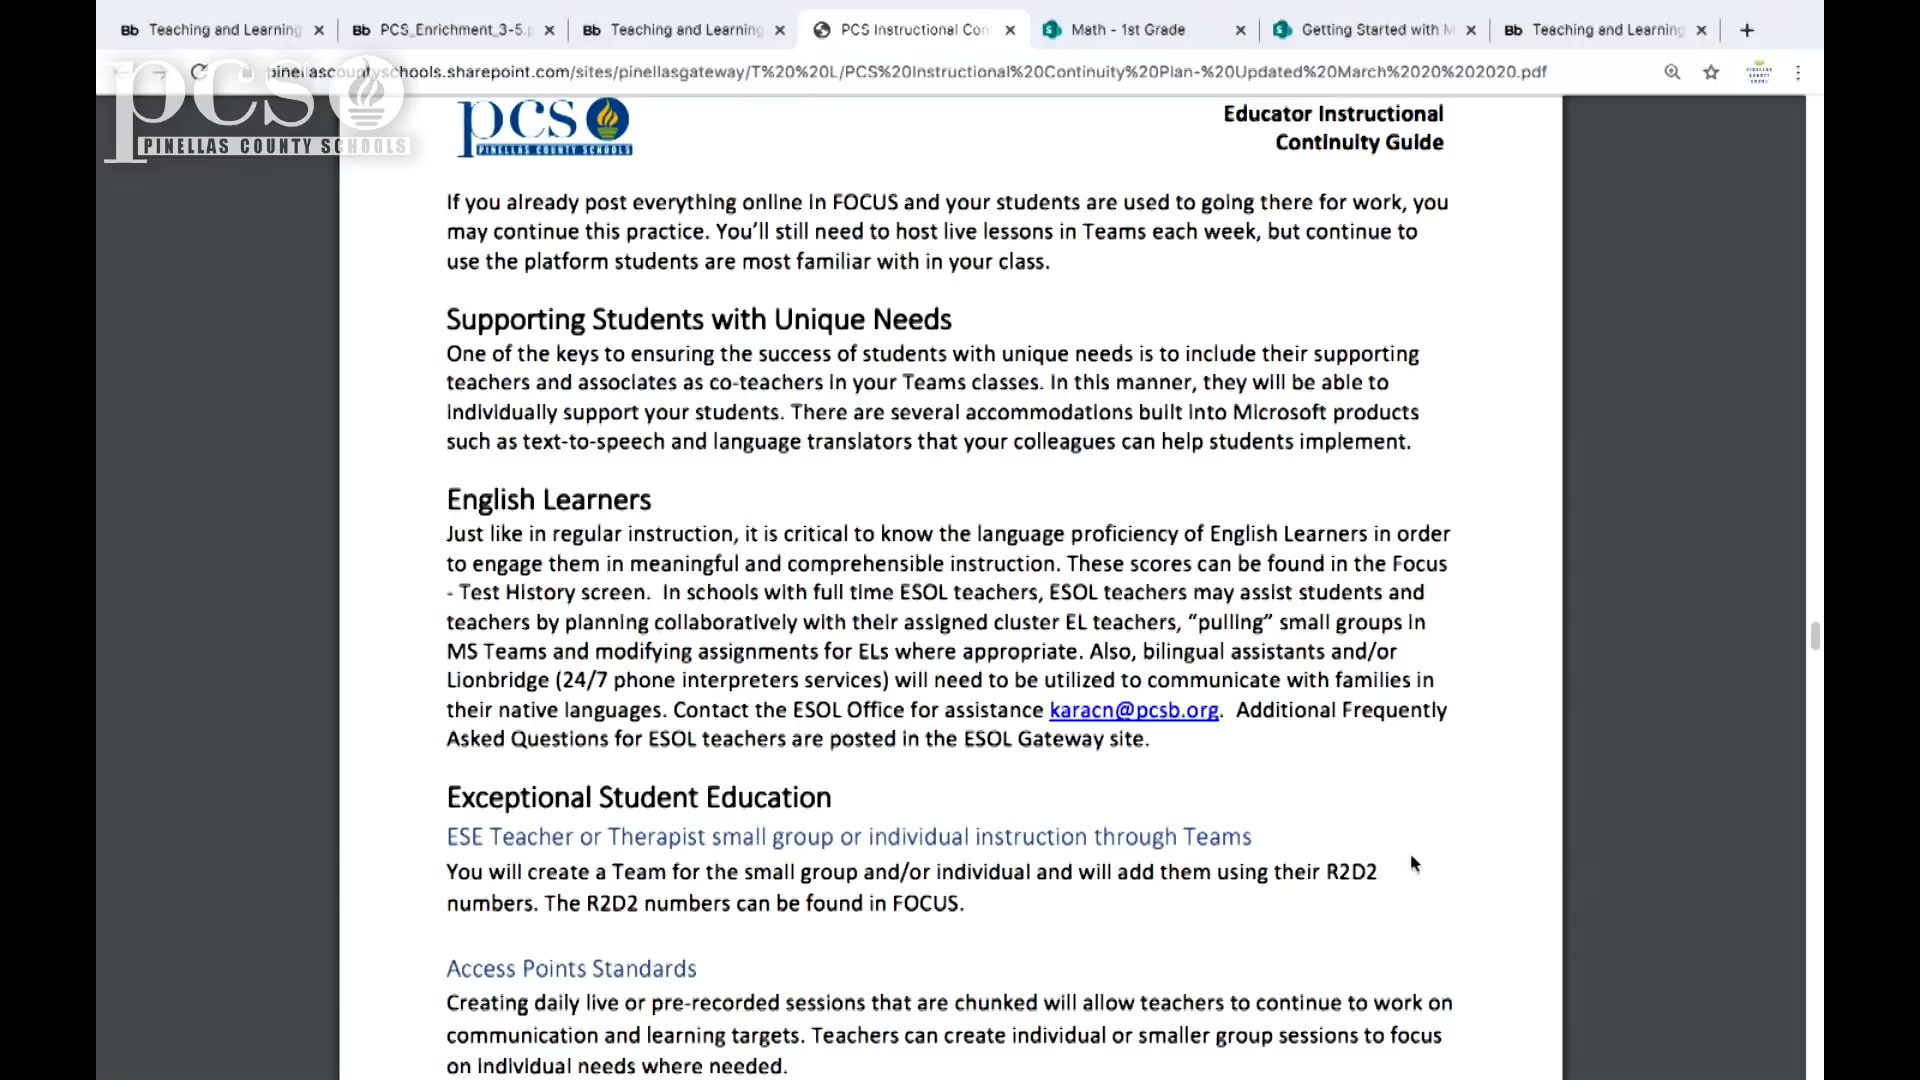 Bb Teaching and Learning
Bb PCS_Enrichment_3-5.p
Bb Teaching and Learning
PCS Instructional Con
Math - 1st Grade
Getting Started with M
Bb Teaching and Learning
pinellascountyschools.sharepoint.com/sites/pinellasgateway/T%20%20L/PCS%20Instructional%20Continuity%20Plan-%20Updated%20March%2020%202020.pdf
pcs
PINELLAS COUNTY SCHOOLS
pcs
PINELLAS COUNTY SCHOOLS
Educator Instructional
Continuity Guide
If you already post everything online in FOCUS and your students are used to going there for work, you
may continue this practice. You’ll still need to host live lessons in Teams each week, but continue to
use the platform students are most familiar with in your class.
Supporting Students with Unique Needs
One of the keys to ensuring the success of students with unique needs is to include their supporting
teachers and associates as co-teachers in your Teams classes. In this manner, they will be able to
individually support your students. There are several accommodations built into Microsoft products
such as text-to-speech and language translators that your colleagues can help students implement.
English Learners
Just like in regular instruction, it is critical to know the language proficiency of English Learners in order
to engage them in meaningful and comprehensible instruction. These scores can be found in the Focus
- Test History screen.  In schools with full time ESOL teachers, ESOL teachers may assist students and
teachers by planning collaboratively with their assigned cluster EL teachers, “pulling” small groups in
MS Teams and modifying assignments for ELs where appropriate. Also, bilingual assistants and/or
Lionbridge (24/7 phone interpreters services) will need to be utilized to communicate with families in
their native languages. Contact the ESOL Office for assistance karacn@pcsb.org.  Additional Frequently
Asked Questions for ESOL teachers are posted in the ESOL Gateway site.
Exceptional Student Education
ESE Teacher or Therapist small group or individual instruction through Teams
You will create a Team for the small group and/or individual and will add them using their R2D2
numbers. The R2D2 numbers can be found in FOCUS.
Access Points Standards
Creating daily live or pre-recorded sessions that are chunked will allow teachers to continue to work on
communication and learning targets. Teachers can create individual or smaller group sessions to focus
on individual needs where needed.